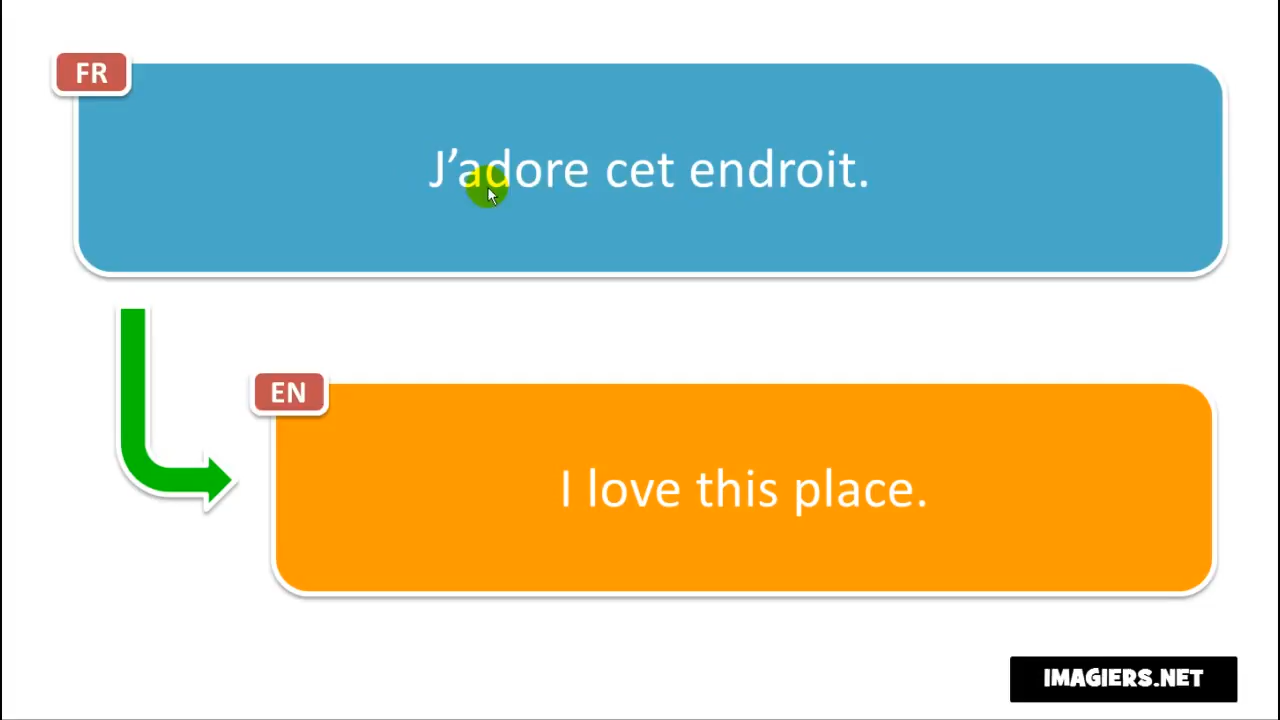 FR
J’adore cet endroit.
EN
I love this place.
IMAGIERS.NET